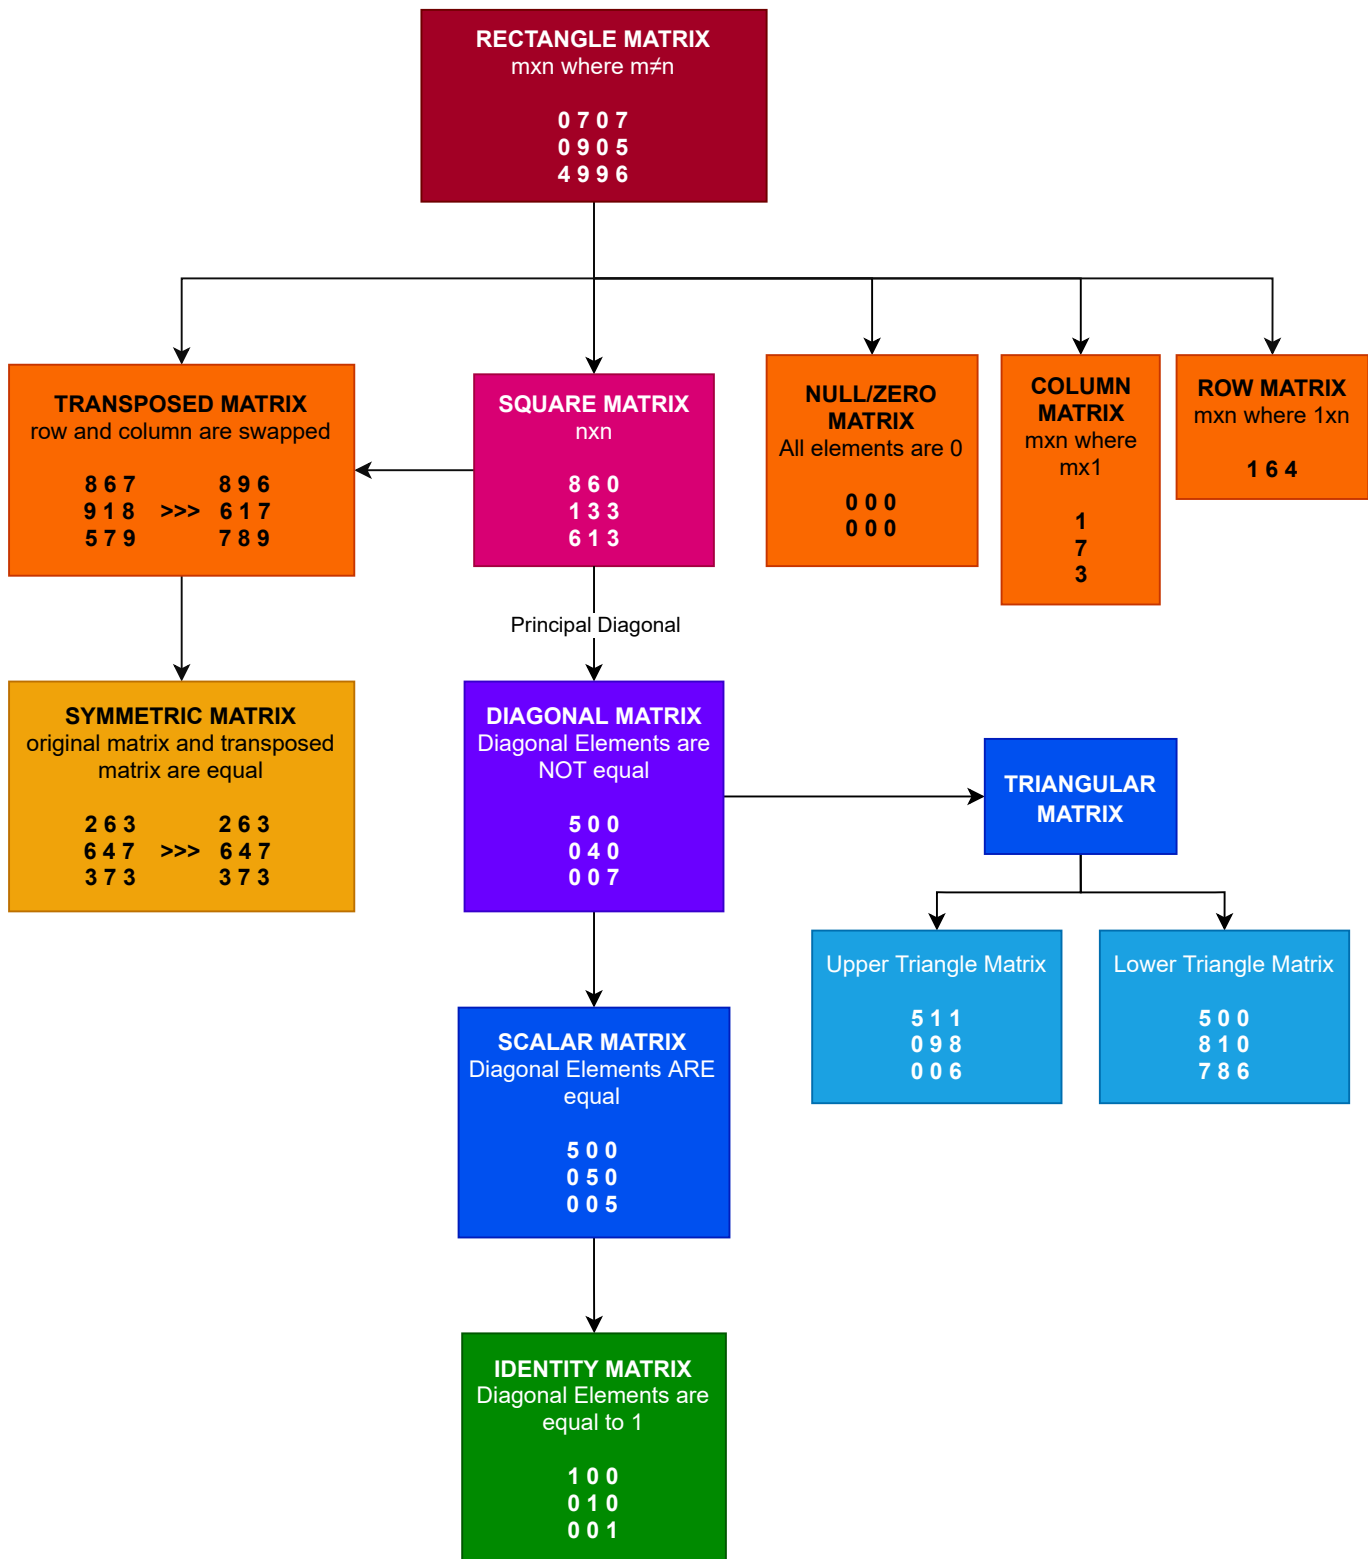 RECTANGLE MATRIX
mxn where m≠n
0 7 0 7
0 9 0 5
4 9 9 6
TRANSPOSED MATRIX
row and column are swapped
8 6 7 8 9 6
9 1 8 >>> 6 1 7
5 7 9 7 8 9
SQUARE MATRIX
nxn
8 6 0
1 3 3
6 1 3
NULL/ZERO
MATRIX
All elements are 0
0 0 0
0 0 0
COLUMN
MATRIX
mxn where
mx1
1
7
3
ROW MATRIX
mxn where 1xn
1 6 4
Principal Diagonal
SYMMETRIC MATRIX
original matrix and transposed
matrix are equal
2 6 3 2 6 3
6 4 7 >>> 6 4 7
3 7 3 3 7 3
DIAGONAL MATRIX
Diagonal Elements are
NOT equal
5 0 0
0 4 0
0 0 7
TRIANGULAR
MATRIX
Upper Triangle Matrix
5 1 1
0 9 8
0 0 6
Lower Triangle Matrix
5 0 0
8 1 0
7 8 6
SCALAR MATRIX
Diagonal Elements ARE
equal
5 0 0
0 5 0
0 0 5
IDENTITY MATRIX
Diagonal Elements are
equal to 1
1 0 0
0 1 0
0 0 1